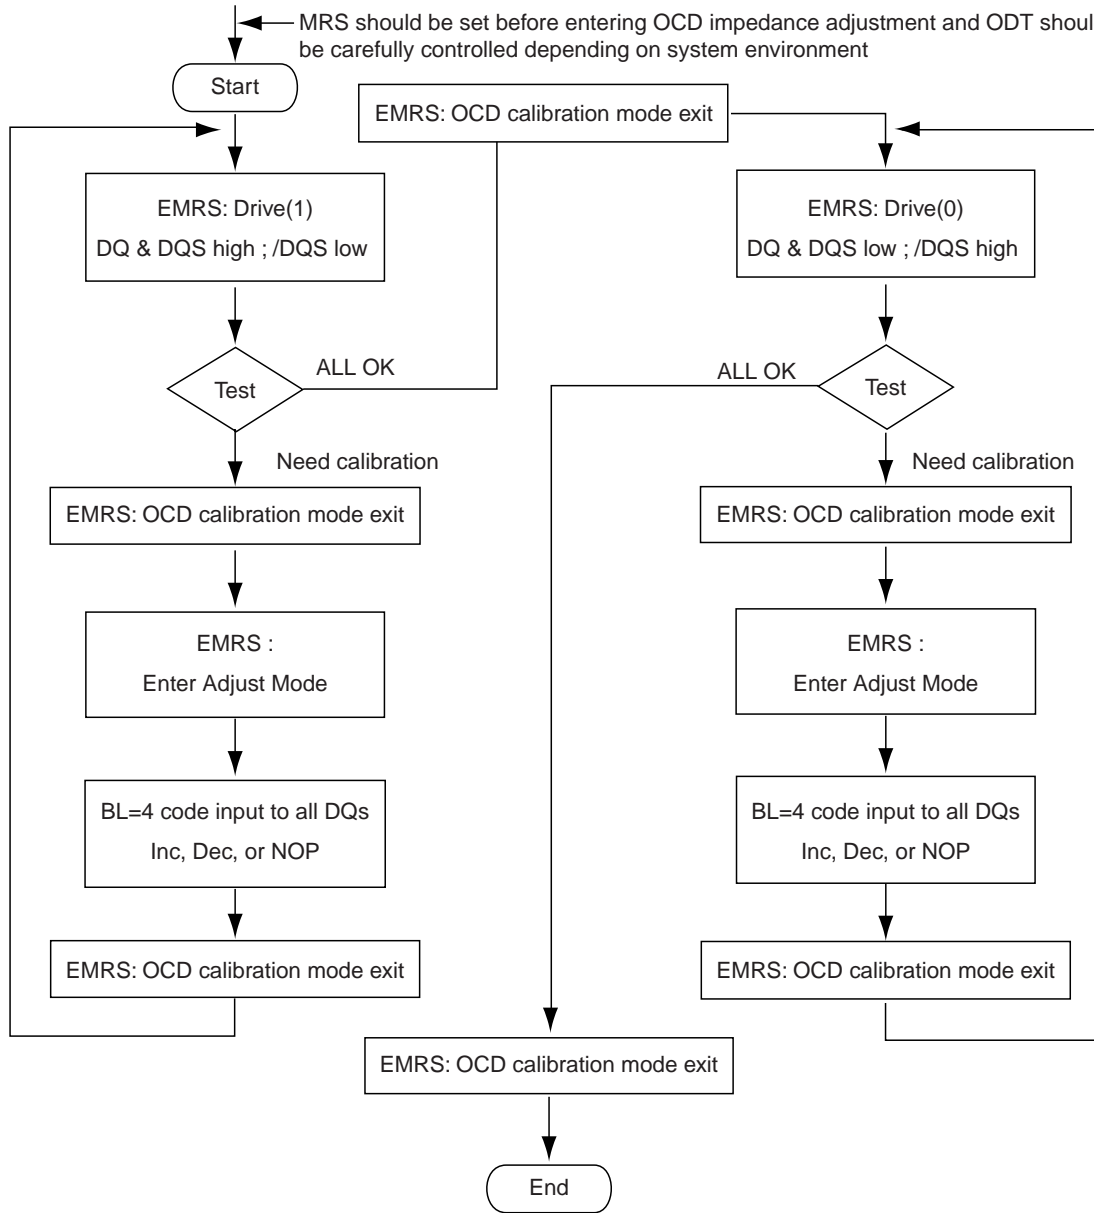 MRS should be set before entering OCD impedance adjustment and ODT shoul
be carefully controlled depending on system environment
Start
EMRS: OCD calibration mode exit
EMRS: Drive(1)
DQ & DQS high ; /DQS low
EMRS: Drive(0)
DQ & DQS low ; /DQS high
ALL OK
Test
ALL OK
Test
Need calibration
Need calibration
EMRS: OCD calibration mode exit
EMRS: OCD calibration mode exit
EMRS :
Enter Adjust Mode
EMRS :
Enter Adjust Mode
BL=4 code input to all DQs
Inc, Dec, or NOP
BL=4 code input to all DQs
Inc, Dec, or NOP
EMRS: OCD calibration mode exit
EMRS: OCD calibration mode exit
EMRS: OCD calibration mode exit
End